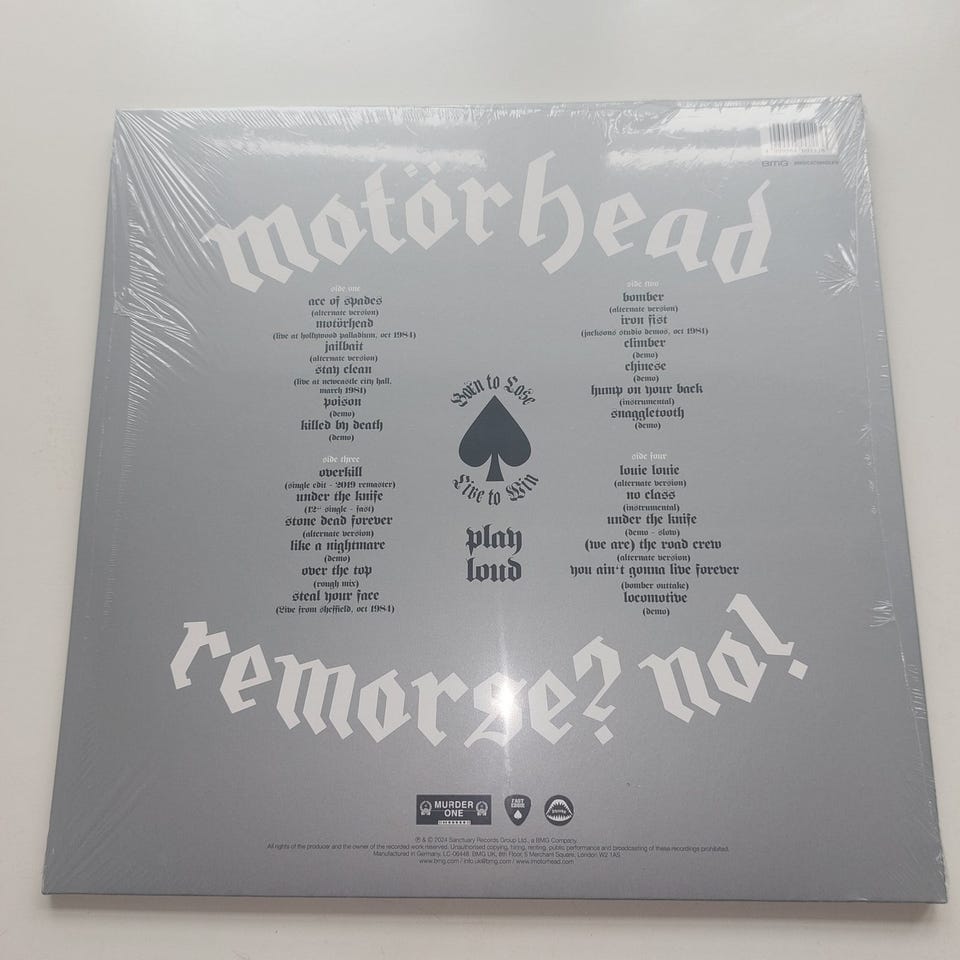 BMG
motörhead
side one
ace of spades
(alternate version)
motörhead
(live at hollywood palladium, oct 1984)
jailbait
(alternate version)
stay clean
(live at newcastle city hall,
march 1981)
poison
(demo)
killed by death
(demo)
side two
bomber
(alternate version)
iron fist
(jacksons studio demos, oct 1981)
climber
(demo)
chinese
(demo)
hump on your back
(instrumental)
snaggletooth
(demo)
Born to Lose
Live to Win
play
loud
side three
overkill
(single edit - 2019 remaster)
under the knife
(12" single - fast)
stone dead forever
(alternate version)
like a nightmare
(demo)
over the top
(rough mix)
steal your face
(Live from sheffield, oct 1984)
side four
louie louie
(alternate version)
no class
(instrumental)
under the knife
(demo - slow)
(we are) the road crew
(alternate version)
you ain't gonna live forever
(bomber outtake)
locomotive
(demo)
remorse? no!
MURDER
ONE
FAST
EDDIE
℗ & © 2024 Sanctuary Records Group Ltd., a BMG Company.
All rights of the producer and the owner of the recorded work reserved. Unauthorised copying, hiring, renting, public performance and broadcasting of these recordings prohibited.
Manufactured in Germany. LC-06448. BMG UK, 8th Floor, 5 Merchant Square, London W2 1AS
www.bmg.com / info.uk@bmg.com / www.imotorhead.com